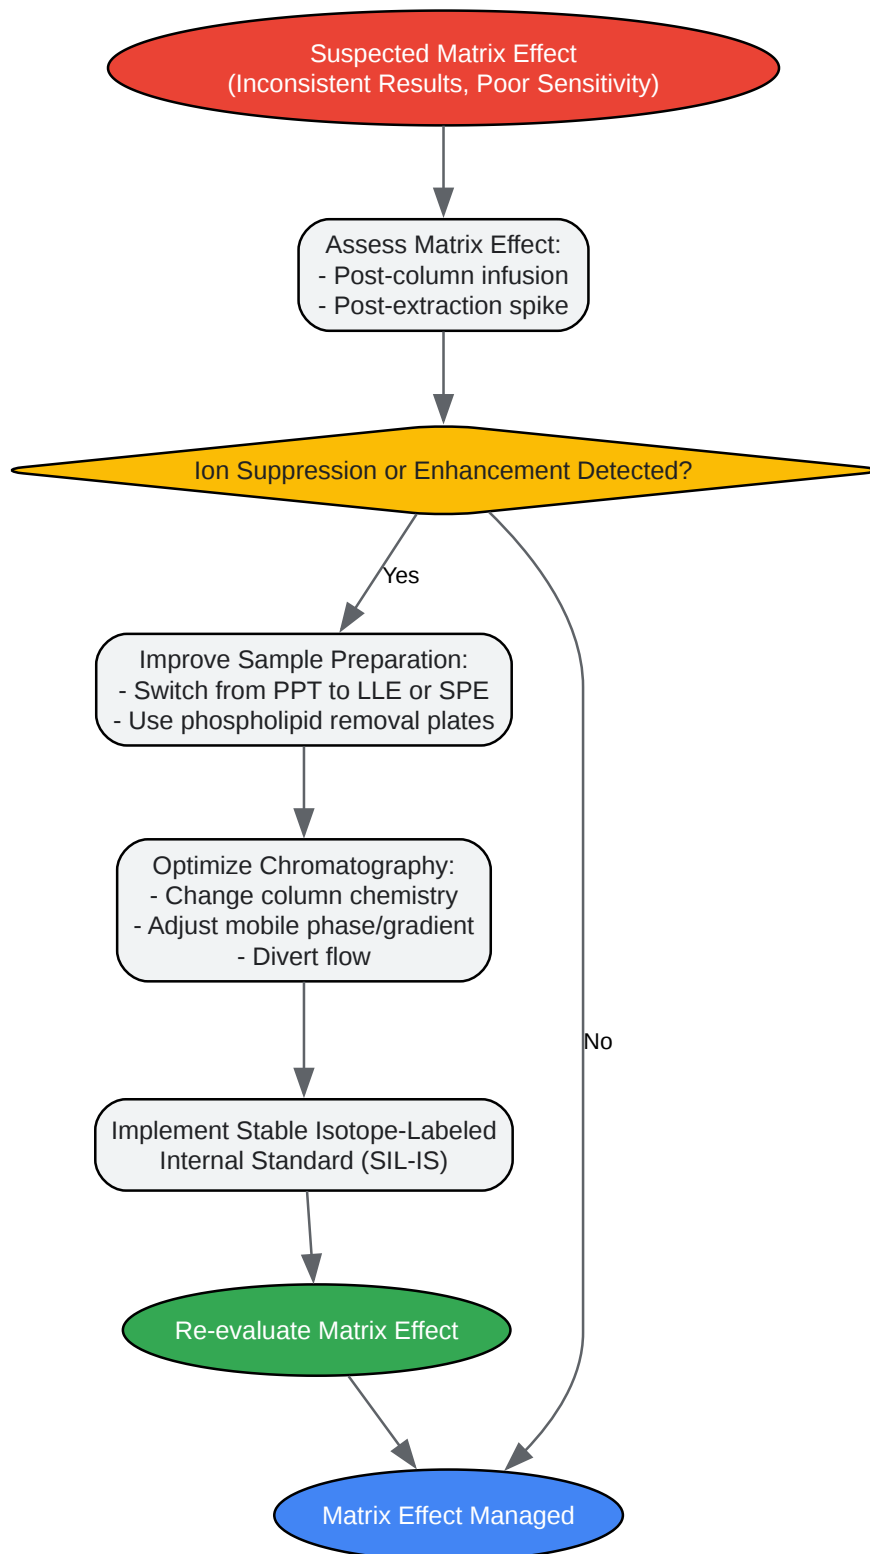 Suspected Matrix Effect
(Inconsistent Results, Poor Sensitivity)
Assess Matrix Effect:
- Post-column infusion
- Post-extraction spike
Ion Suppression or Enhancement Detected?
Yes
Improve Sample Preparation:
- Switch from PPT to LLE or SPE
- Use phospholipid removal plates
Optimize Chromatography:
- Change column chemistry
- Adjust mobile phase/gradient
- Divert flow
No
Implement Stable Isotope-Labeled
Internal Standard (SIL-IS)
Re-evaluate Matrix Effect
Matrix Effect Managed